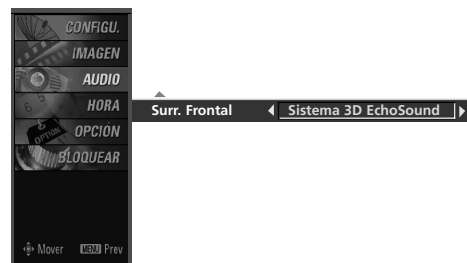 CONFIGU.
IMAGEN
AUDIO
HORA
OPCIÓN
BLOQUEAR
Surr. Frontal
Sistema 3D EchoSound
Mover
MENU Prev